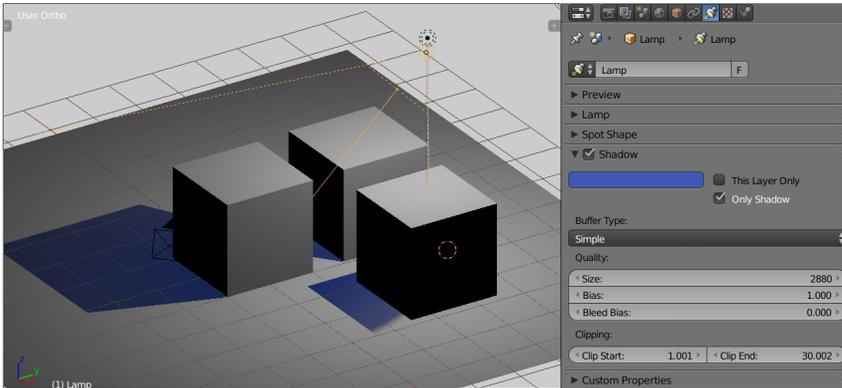 User Ortho
Lamp
Lamp
Lamp
F
Preview
Lamp
Spot Shape
Shadow
This Layer Only
Only Shadow
Buffer Type:
Simple
Quality:
Size: 2880
Bias: 1.000
Bleed Bias: 0.000
Clipping:
Clip Start: 1.001
Clip End: 30.002
Custom Properties
z
y
(1) Lamp